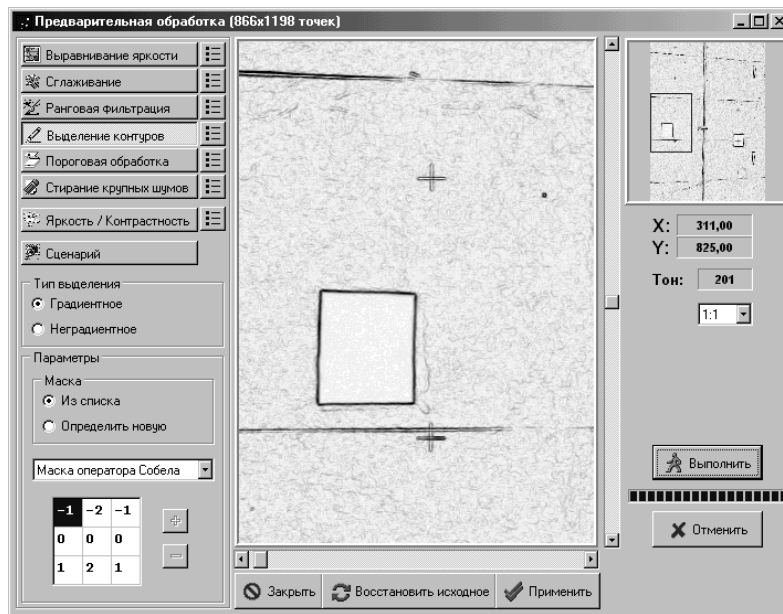 Предварительная обработка (866x1198 точек)
Выравнивание яркости
Сглаживание
Ранговая фильтрация
Выделение контуров
Пороговая обработка
Стирание крупных шумов
Яркость / Контрастность
Сценарий
Тип выделения
Градиентное
Неградиентное
Параметры
Маска
Из списка
Определить новую
Маска оператора Собела
-1 -2 -1
0 0 0
1 2 1
Закрыть
Восстановить исходное
Применить
X: 311,00
Y: 825,00
Тон: 201
1:1
Выполнить
Отменить